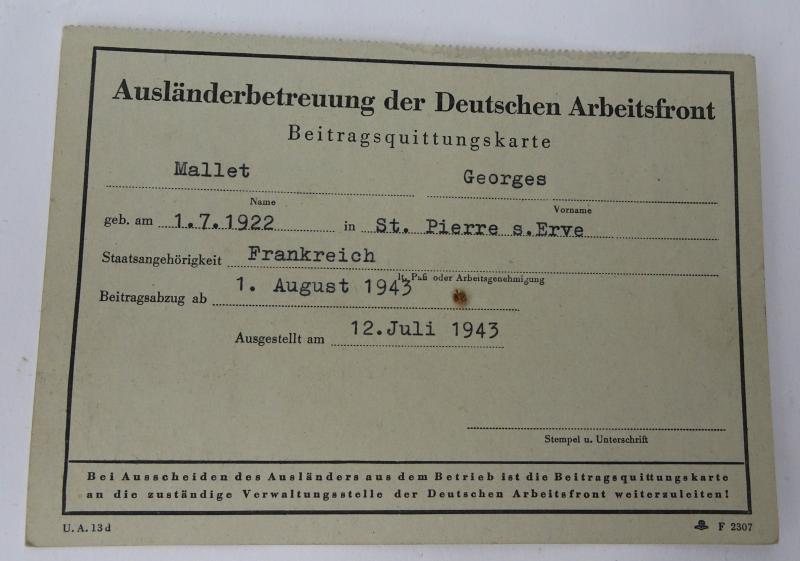 Ausländerbetreuung der Deutschen Arbeitsfront
Beitragsquittungskarte
Mallet Georges
Name Vorname
geb. am 1.7.1922 in St. Pierre s.Erve
Staatsangehörigkeit Frankreich
lt. Paß oder Arbeitsgenehmigung
Beitragsabzug ab 1. August 1943
Ausgestellt am 12.Juli 1943
Stempel u. Unterschrift
Bei Ausscheiden des Ausländers aus dem Betrieb ist die Beitragsquittungskarte
an die zuständige Verwaltungsstelle der Deutschen Arbeitsfront weiterzuleiten!
U. A. 13d F 2307